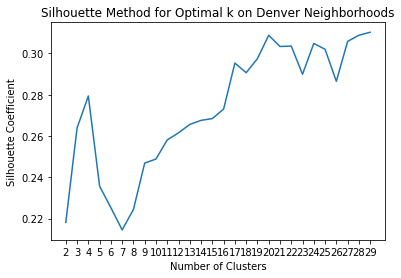 Silhouette Method for Optimal k on Denver Neighborhoods
Silhouette Coefficient
0.30
0.28
0.26
0.24
0.22
2 3 4 5 6 7 8 9 10 11 12 13 14 15 16 17 18 19 20 21 22 23 24 25 26 27 28 29
Number of Clusters